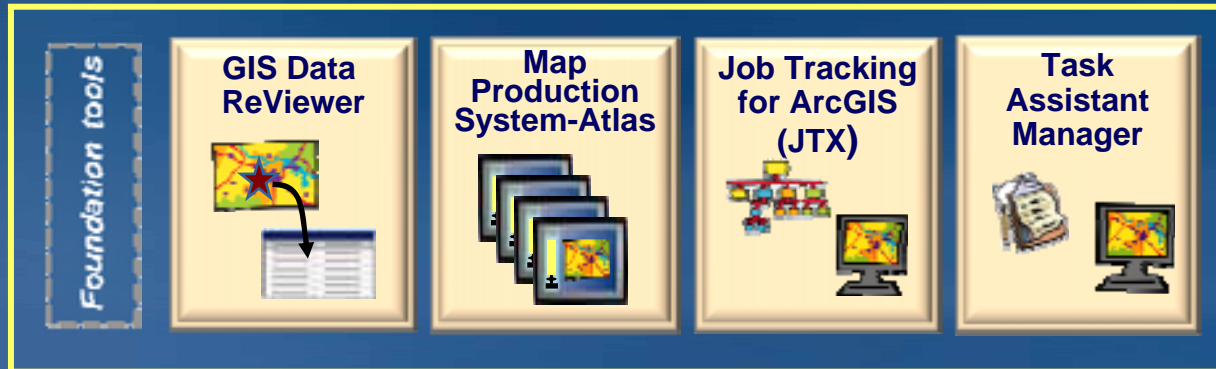 Foundation tools
GIS Data
ReViewer
Map
Production
System-Atlas
Job Tracking
for ArcGIS
(JTX)
Task
Assistant
Manager